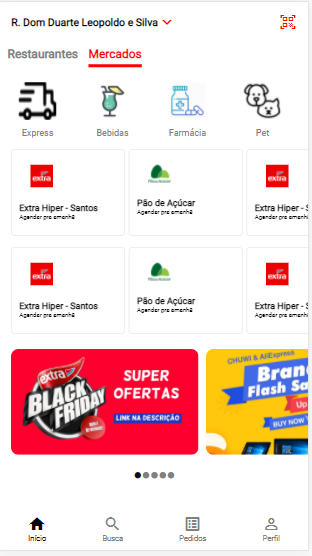 R. Dom Duarte Leopoldo e Silva
Restaurantes Mercados
Express Bebidas Farmácia Pet
extra
Extra Hiper - Santos
Agendar pra amanhã
Pão de Açúcar
Pão de Açúcar
Agendar pra amanhã
extra
Extra Hiper - S
Agendar pra amanhã
extra
Extra Hiper - Santos
Agendar pra amanhã
Pão de Açúcar
Pão de Açúcar
Agendar pra amanhã
extra
Extra Hiper - S
Agendar pra amanhã
extra
BLACK
FRIDAY
SUPER
OFERTAS
LINK NA DESCRIÇÃO
CHUWI & AliExpress
Bran
Flash Sa
Up
BUY NOW
Início Busca Pedidos Perfil